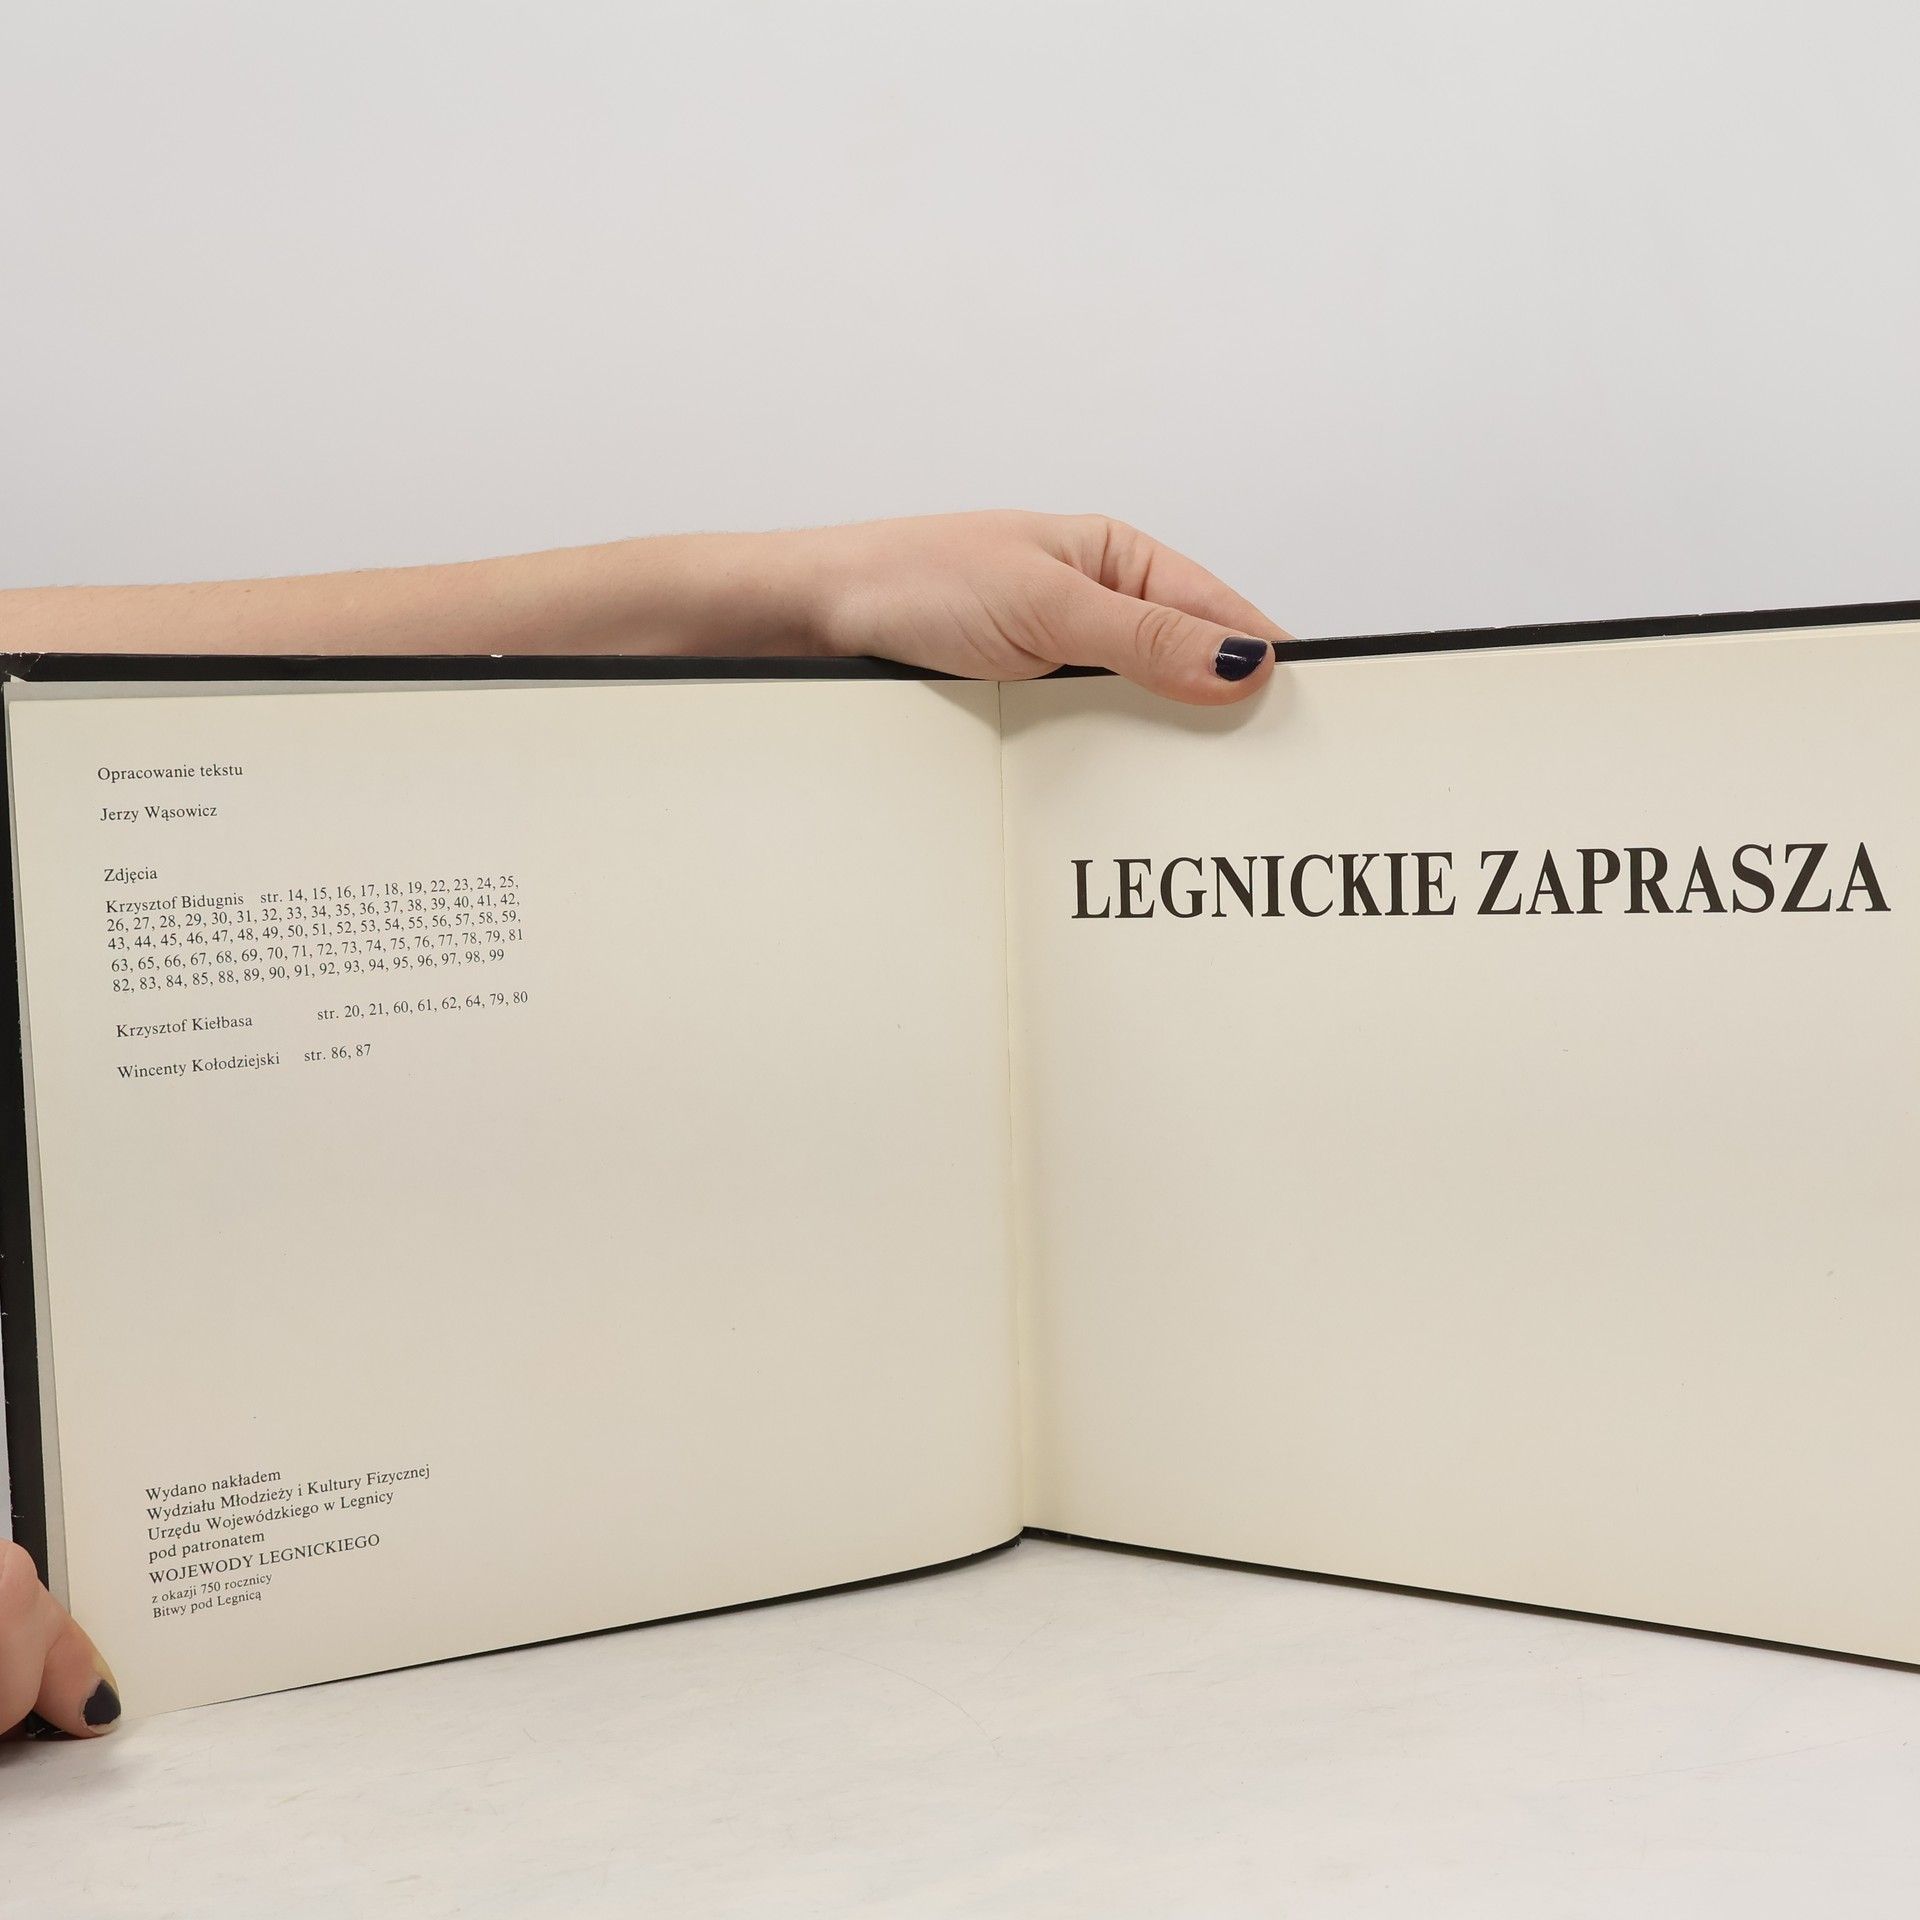 Opracowanie tekstu
Jerzy Wąsowicz
Zdjęcia
Krzysztof Bidugnis str. 14, 15, 16, 17, 18, 19, 22, 23, 24, 25,
26, 27, 28, 29, 30, 31, 32, 33, 34, 35, 36, 37, 38, 39, 40, 41, 42,
43, 44, 45, 46, 47, 48, 49, 50, 51, 52, 53, 54, 55, 56, 57, 58, 59,
63, 65, 66, 67, 68, 69, 70, 71, 72, 73, 74, 75, 76, 77, 78, 79, 81
82, 83, 84, 85, 88, 89, 90, 91, 92, 93, 94, 95, 96, 97, 98, 99
Krzysztof Kiełbasa str. 20, 21, 60, 61, 62, 64, 79, 80
Wincenty Kołodziejski str. 86, 87
Wydano nakładem
Wydziału Młodzieży i Kultury Fizycznej
Urzędu Wojewódzkiego w Legnicy
pod patronatem
WOJEWODY LEGNICKIEGO
z okazji 750 rocznicy
Bitwy pod Legnicą
LEGNICKIE ZAPRASZA